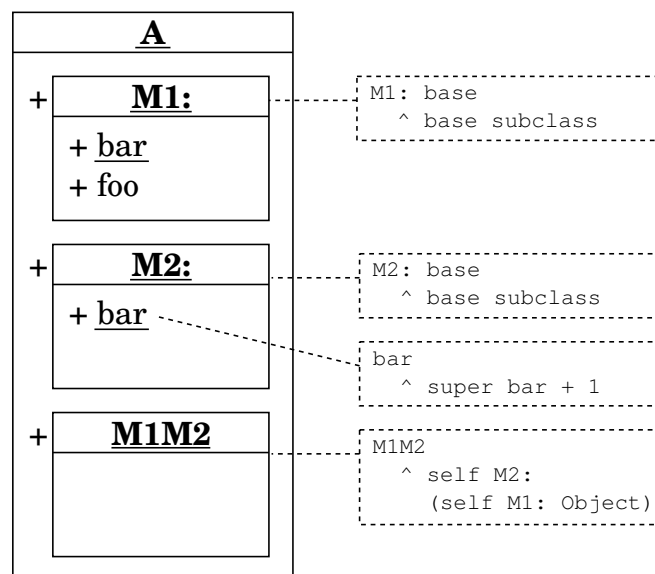 A
+ M1:
+ bar
+ foo
M1: base
^ base subclass
+ M2:
+ bar
M2: base
^ base subclass
bar
^ super bar + 1
+ M1M2
M1M2
^ self M2:
(self M1: Object)